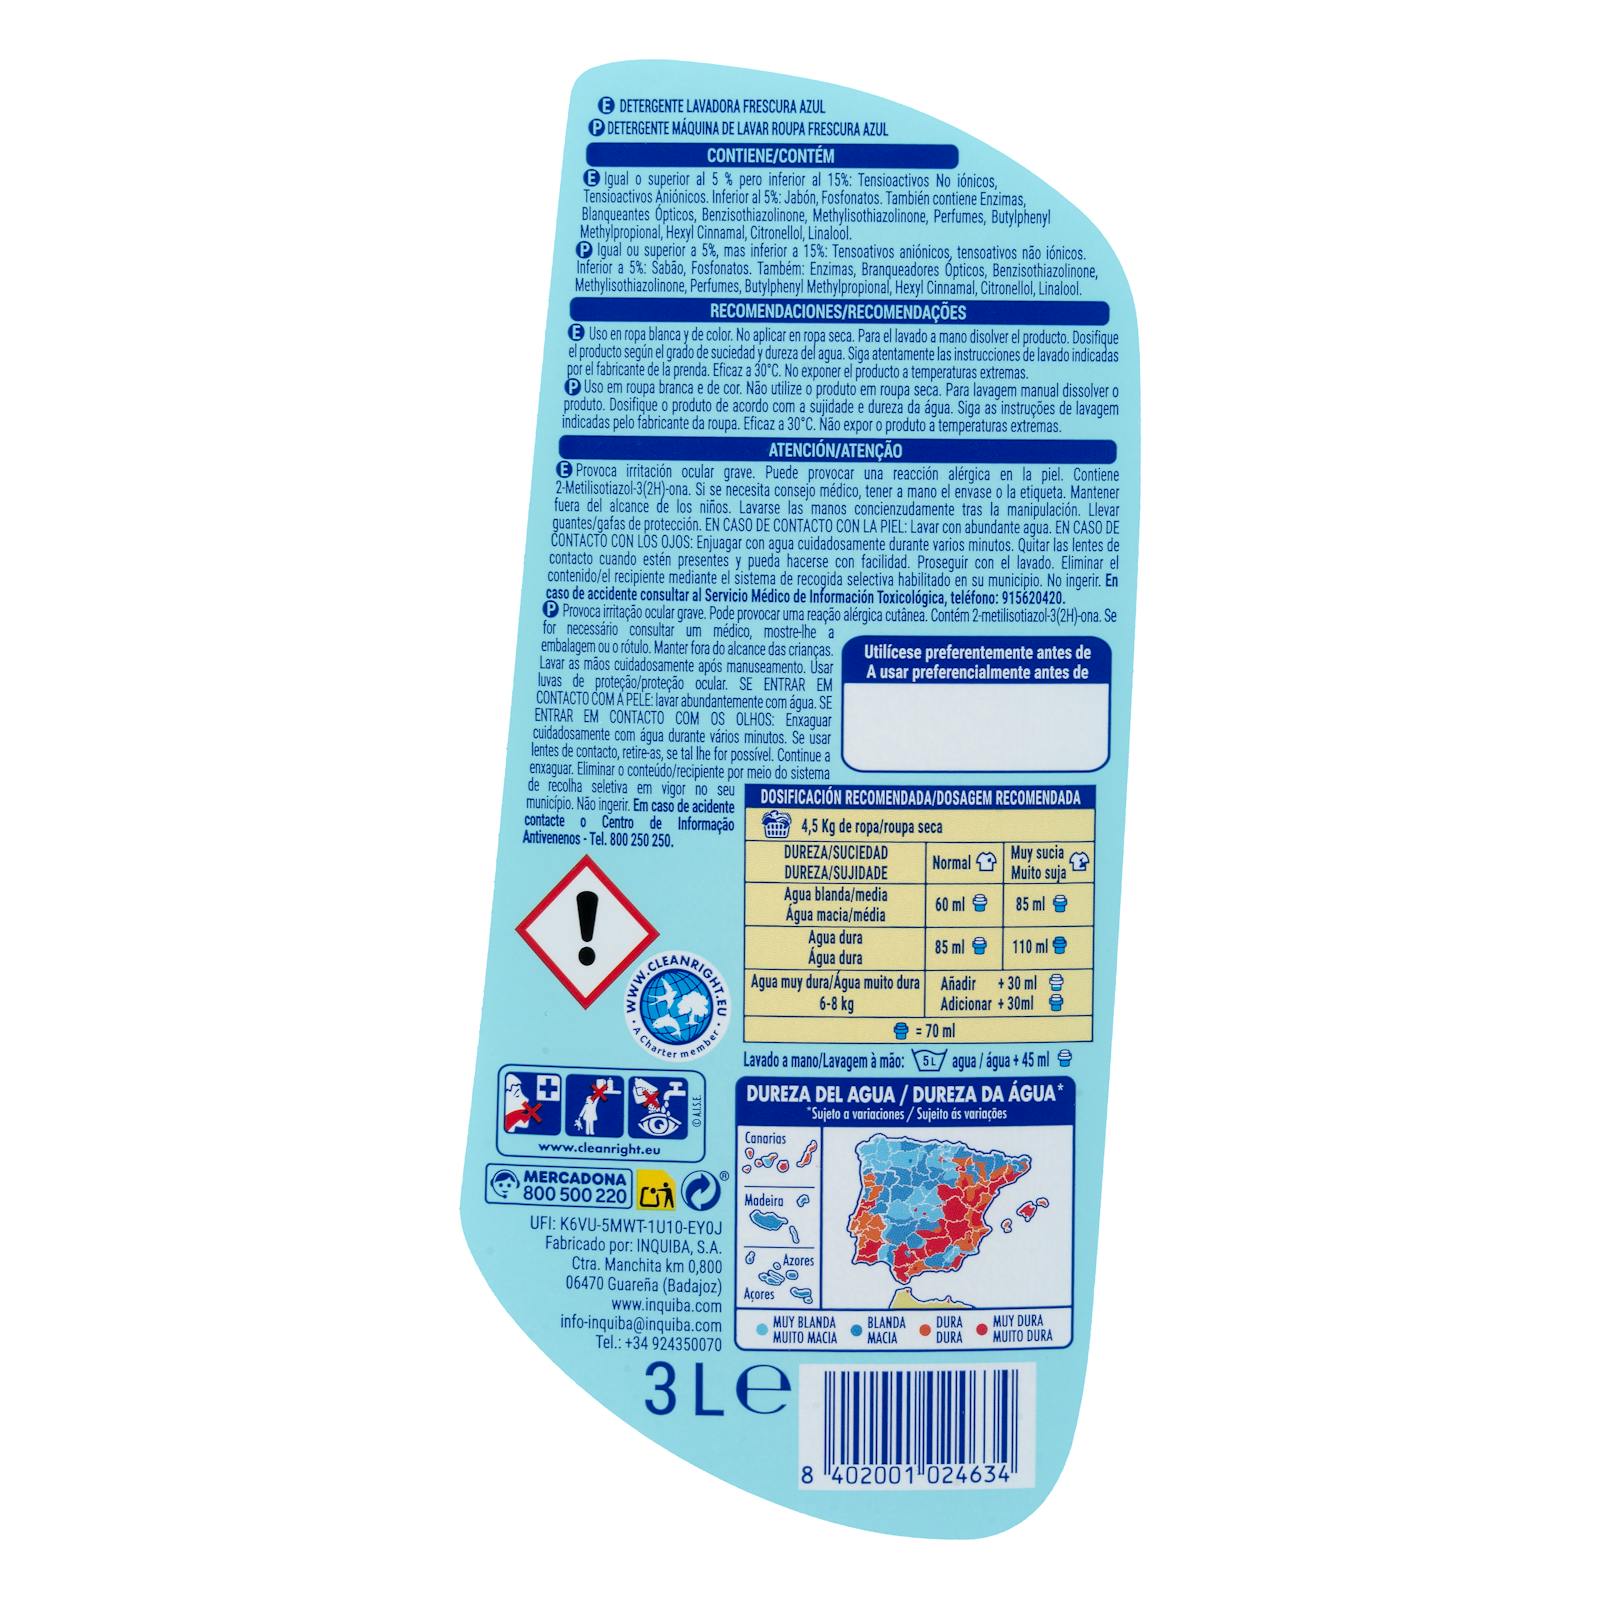 E DETERGENTE LAVADORA FRESCURA AZUL
P DETERGENTE MÁQUINA DE LAVAR ROUPA FRESCURA AZUL
CONTIENE/CONTÉM
E Igual o superior al 5 % pero inferior al 15%: Tensioactivos No iónicos,
Tensioactivos Aniónicos. Inferior al 5%: Jabón, Fosfonatos. También contiene Enzimas,
Blanqueantes Ópticos, Benzisothiazolinone, Methylisothiazolinone, Perfumes, Butylphenyl
Methylpropional, Hexyl Cinnamal, Citronellol, Linalool.
P Igual ou superior a 5%, mas inferior a 15%: Tensoativos aniónicos, tensoativos não iónicos.
Inferior a 5%: Sabão, Fosfonatos. Também: Enzimas, Branqueadores Ópticos, Benzisothiazolinone,
Methylisothiazolinone, Perfumes, Butylphenyl Methylpropional, Hexyl Cinnamal, Citronellol, Linalool.
RECOMENDACIONES/RECOMENDAÇÕES
E Uso en ropa blanca y de color. No aplicar en ropa seca. Para el lavado a mano disolver el producto. Dosifique
el producto según el grado de suciedad y dureza del agua. Siga atentamente las instrucciones de lavado indicadas
por el fabricante de la prenda. Eficaz a 30°C. No exponer el producto a temperaturas extremas.
P Uso em roupa branca e de cor. Não utilize o produto em roupa seca. Para lavagem manual dissolver o
produto. Dosifique o produto de acordo com a sujidade e dureza da água. Siga as instruções de lavagem
indicadas pelo fabricante da roupa. Eficaz a 30°C. Não expor o produto a temperaturas extremas.
ATENCIÓN/ATENÇÃO
E Provoca irritación ocular grave. Puede provocar una reacción alérgica en la piel. Contiene
2-Metilisotiazol-3(2H)-ona. Si se necesita consejo médico, tener a mano el envase o la etiqueta. Mantener
fuera del alcance de los niños. Lavarse las manos concienzudamente tras la manipulación. Llevar
guantes/gafas de protección. EN CASO DE CONTACTO CON LA PIEL: Lavar con abundante agua. EN CASO DE
CONTACTO CON LOS OJOS: Enjuagar con agua cuidadosamente durante varios minutos. Quitar las lentes de
contacto cuando estén presentes y pueda hacerse con facilidad. Proseguir con el lavado. Eliminar el
contenido/el recipiente mediante el sistema de recogida selectiva habilitado en su municipio. No ingerir. En
caso de accidente consultar al Servicio Médico de Información Toxicológica, teléfono: 915620420.
P Provoca irritação ocular grave. Pode provocar uma reação alérgica cutânea. Contém 2-metilisotiazol-3(2H)-ona. Se
for necessário consultar um médico, mostre-lhe a
embalagem ou o rótulo. Manter fora do alcance das crianças.
Lavar as mãos cuidadosamente após manuseamento. Usar
luvas de proteção/proteção ocular. SE ENTRAR EM
CONTACTO COM A PELE: lavar abundantemente com água. SE
ENTRAR EM CONTACTO COM OS OLHOS: Enxaguar
cuidadosamente com água durante vários minutos. Se usar
lentes de contacto, retire-as, se tal lhe for possível. Continue a
enxaguar. Eliminar o conteúdo/recipiente por meio do sistema
de recolha seletiva em vigor no seu
município. Não ingerir. Em caso de acidente
contacte o Centro de Informação
Antivenenos - Tel. 800 250 250.
Utilícese preferentemente antes de
A usar preferencialmente antes de
DOSIFICACIÓN RECOMENDADA/DOSAGEM RECOMENDADA
4,5 Kg de ropa/roupa seca
DUREZA/SUCIEDAD
DUREZA/SUJIDADE
Normal
Muy sucia
Muito suja
Agua blanda/media
Água macia/média
60 ml
85 ml
Agua dura
Água dura
85 ml
110 ml
Agua muy dura/Água muito dura
6-8 kg
Añadir +30 ml
Adicionar +30ml
= 70 ml
Lavado a mano/Lavagem à mão: 5L agua / água + 45 ml
WWW.CLEANRIGHT.EU
A Charter member
© A.I.S.E.
www.cleanright.eu
MERCADONA
800 500 220
®
UFI: K6VU-5MWT-1U10-EY0J
Fabricado por: INQUIBA, S.A.
Ctra. Manchita km 0,800
06470 Guareña (Badajoz)
www.inquiba.com
info-inquiba@inquiba.com
Tel.: +34 924350070
DUREZA DEL AGUA / DUREZA DA ÁGUA*
*Sujeto a variaciones / Sujeito ás variações
Canarias
Madeira
Azores
Açores
MUY BLANDA
MUITO MACIA
BLANDA
MACIA
DURA
DURA
MUY DURA
MUITO DURA
3 L e
8 402001 024634